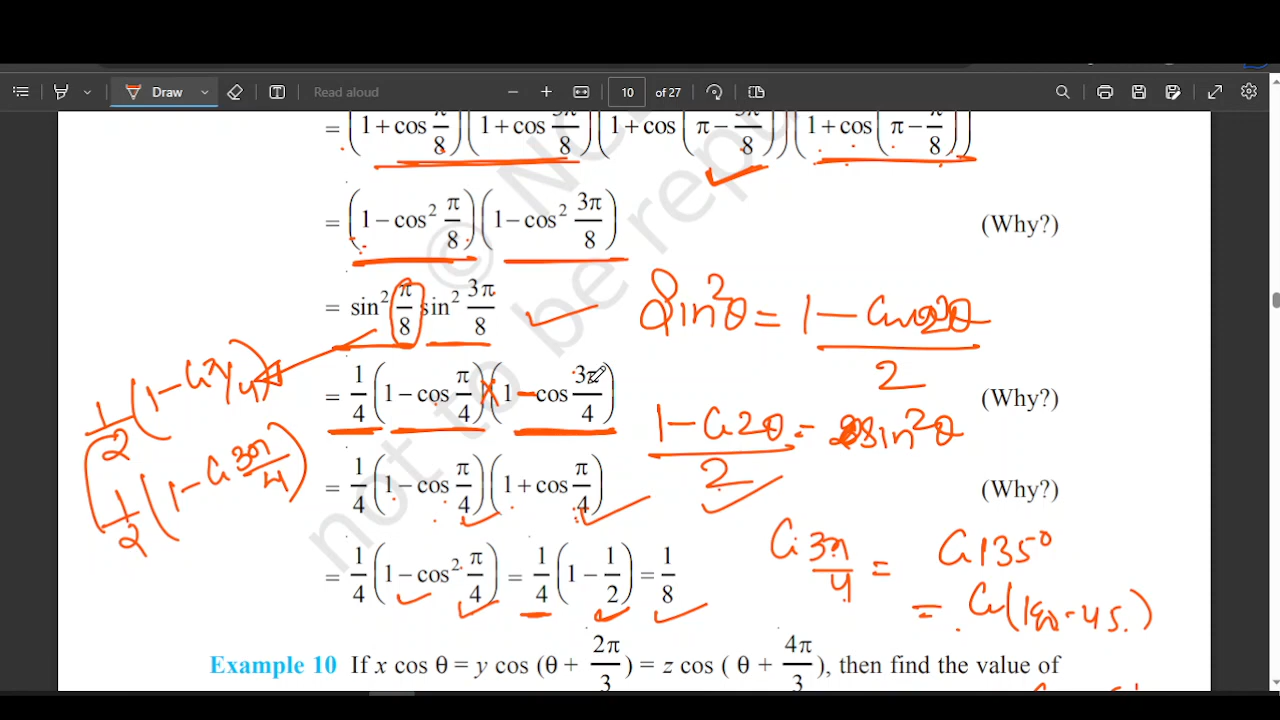 Draw
Read aloud
10 of 27
= (1+cos π/8)(1+cos 3π/8)(1+cos(π−3π/8))(1+cos(π−π/8))
= (1−cos² π/8)(1−cos² 3π/8) (Why?)
= sin² π/8 sin² 3π/8
sin²θ = 1 − cos2θ / 2
1/2 (1−cos π/4)
= 1/4 (1−cos π/4) × (1−cos 3π/4) (Why?)
1−cos2θ / 2 = sin²θ
1/2 (1−cos 3π/4)
= 1/4 (1−cos π/4)(1+cos π/4) (Why?)
cos 3π/4 = cos 135°
= 1/4 (1−cos² π/4) = 1/4 (1−1/2) = 1/8
= cos(180-45.)
Example 10 If x cos θ = y cos (θ + 2π/3) = z cos ( θ + 4π/3), then find the value of
© NC
not to be repu